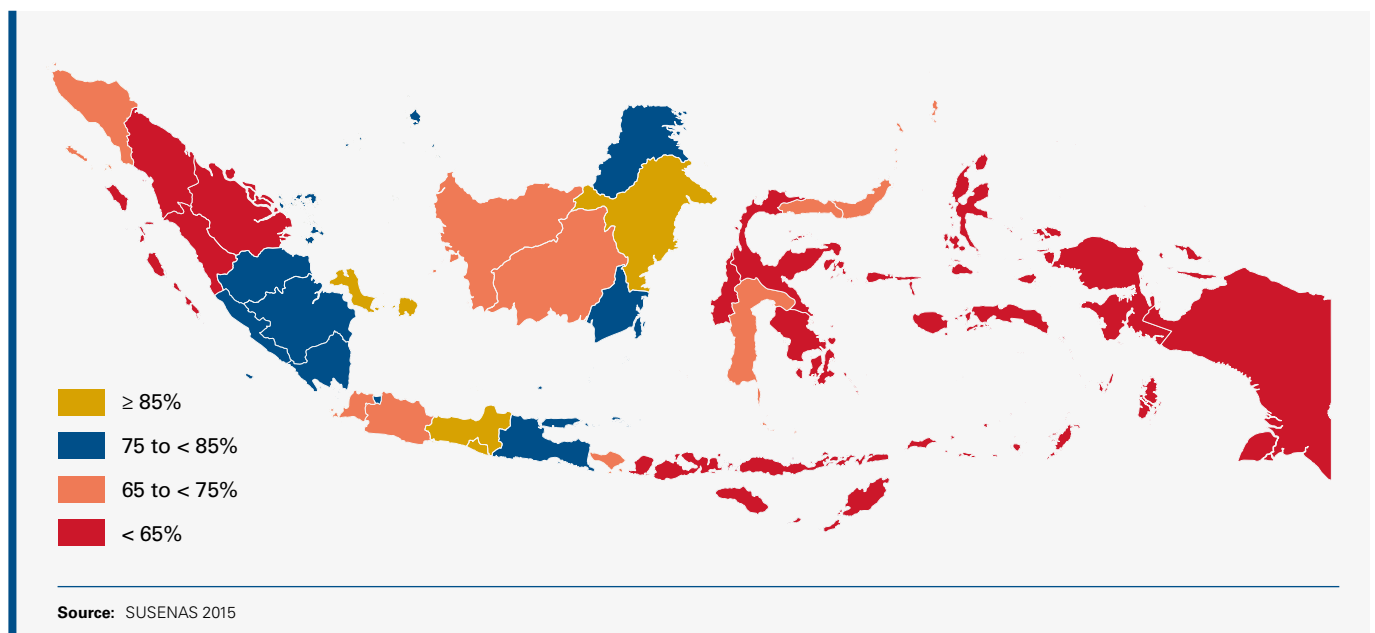 ≥ 85%
75 to < 85%
65 to < 75%
< 65%
Source: SUSENAS 2015